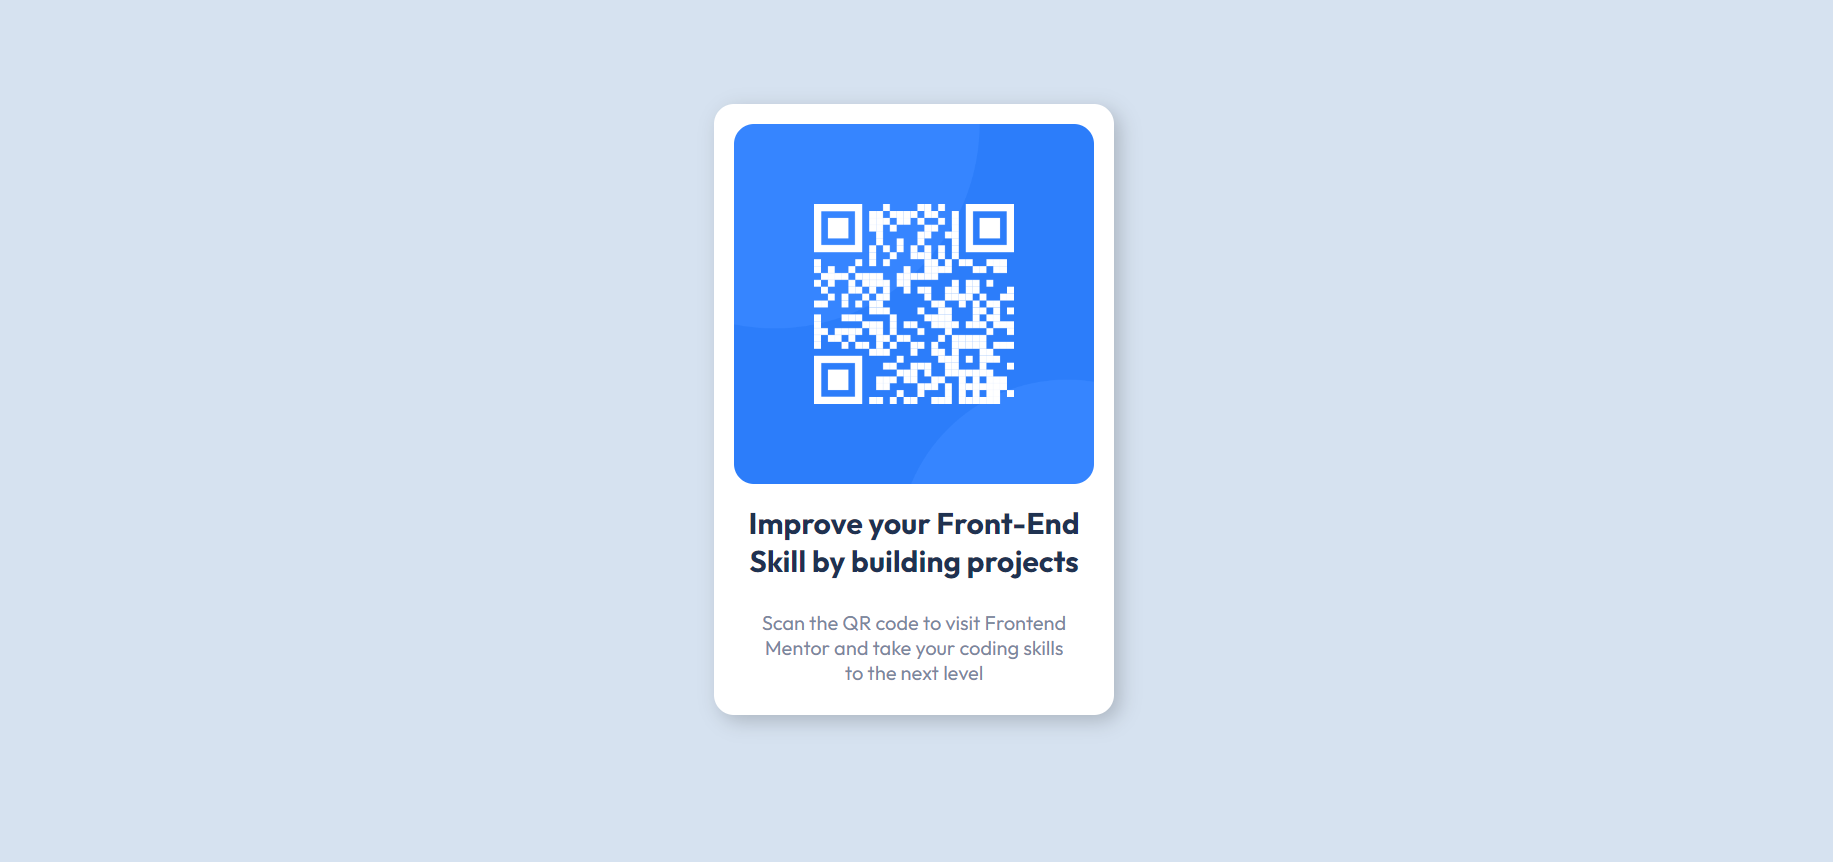 Improve your Front-End
Skill by building projects
Scan the QR code to visit Frontend
Mentor and take your coding skills
to the next level